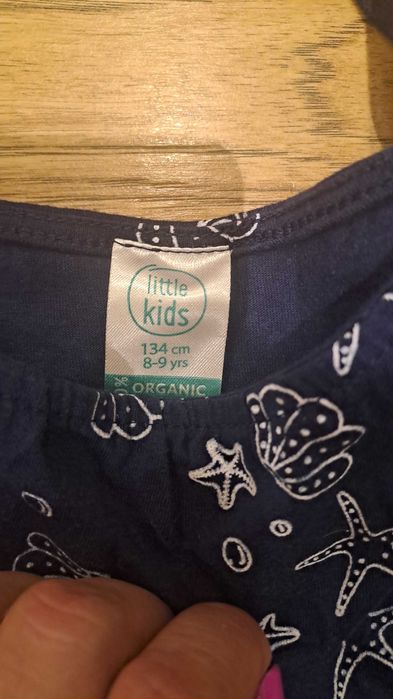 little
kids
134 cm
8-9 yrs
ORGANIC